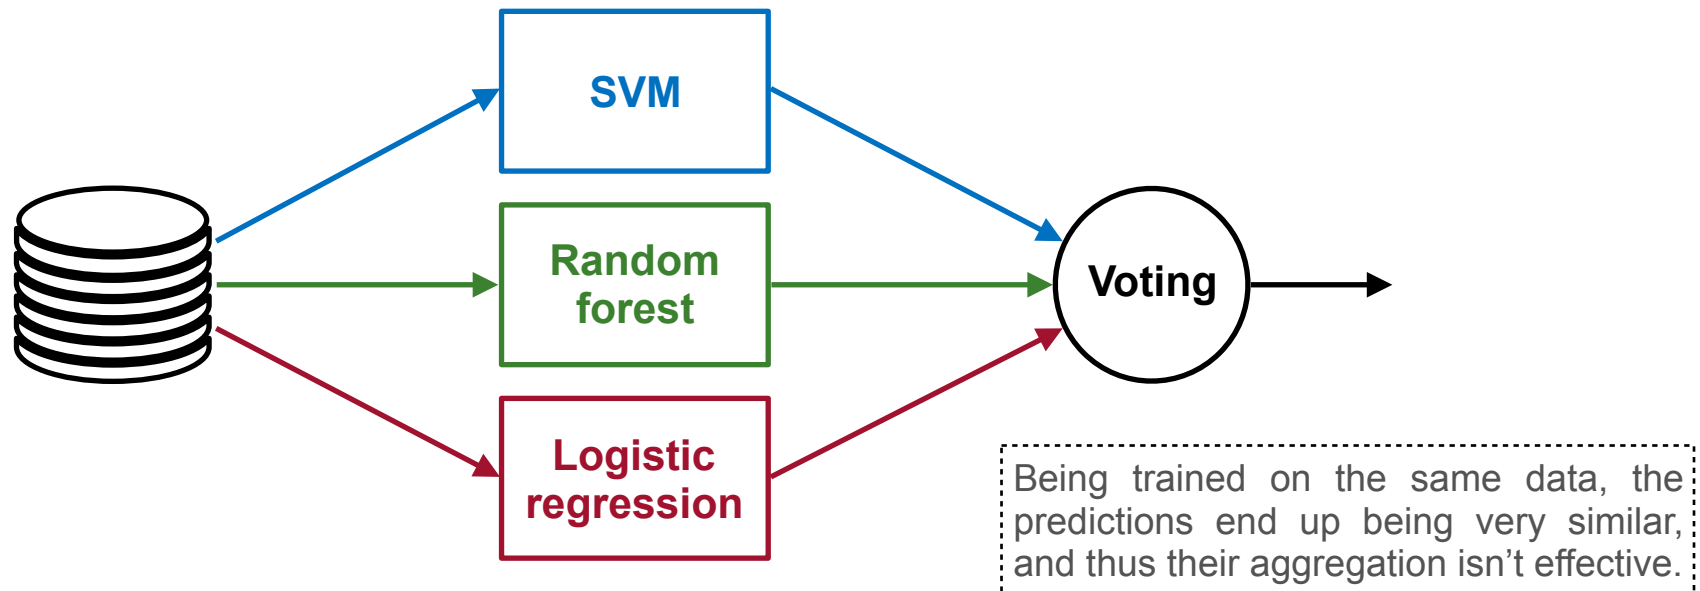 SVM
Random
forest
Voting
Logistic
regression
Being trained on the same data, the
predictions end up being very similar,
and thus their aggregation isn’t effective.